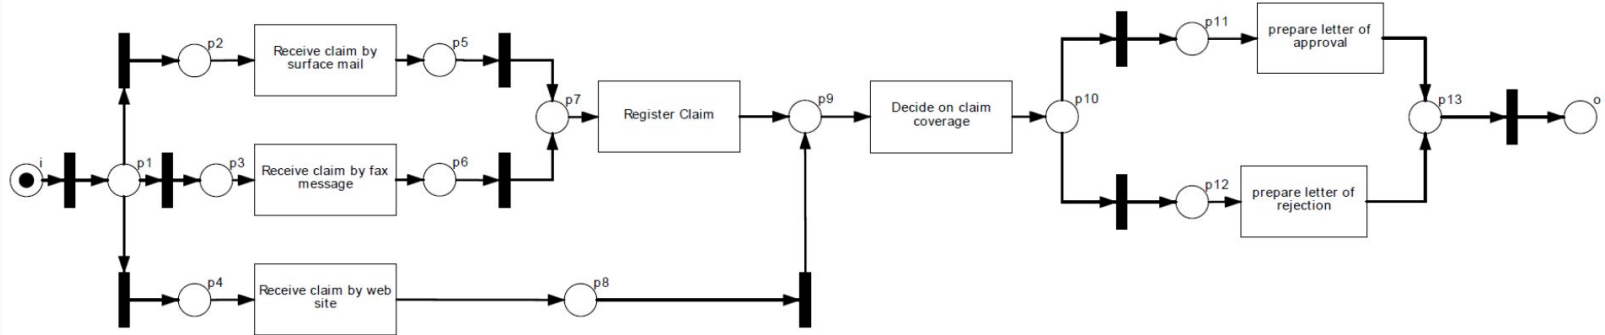 p2
Receive claim by
surface mail
p5
p11
prepare letter of
approval
p7
Register Claim
p9
Decide on claim
coverage
p10
p13
o
i
p1
p3
Receive claim by fax
message
p6
p12
prepare letter of
rejection
p4
Receive claim by web
site
p8